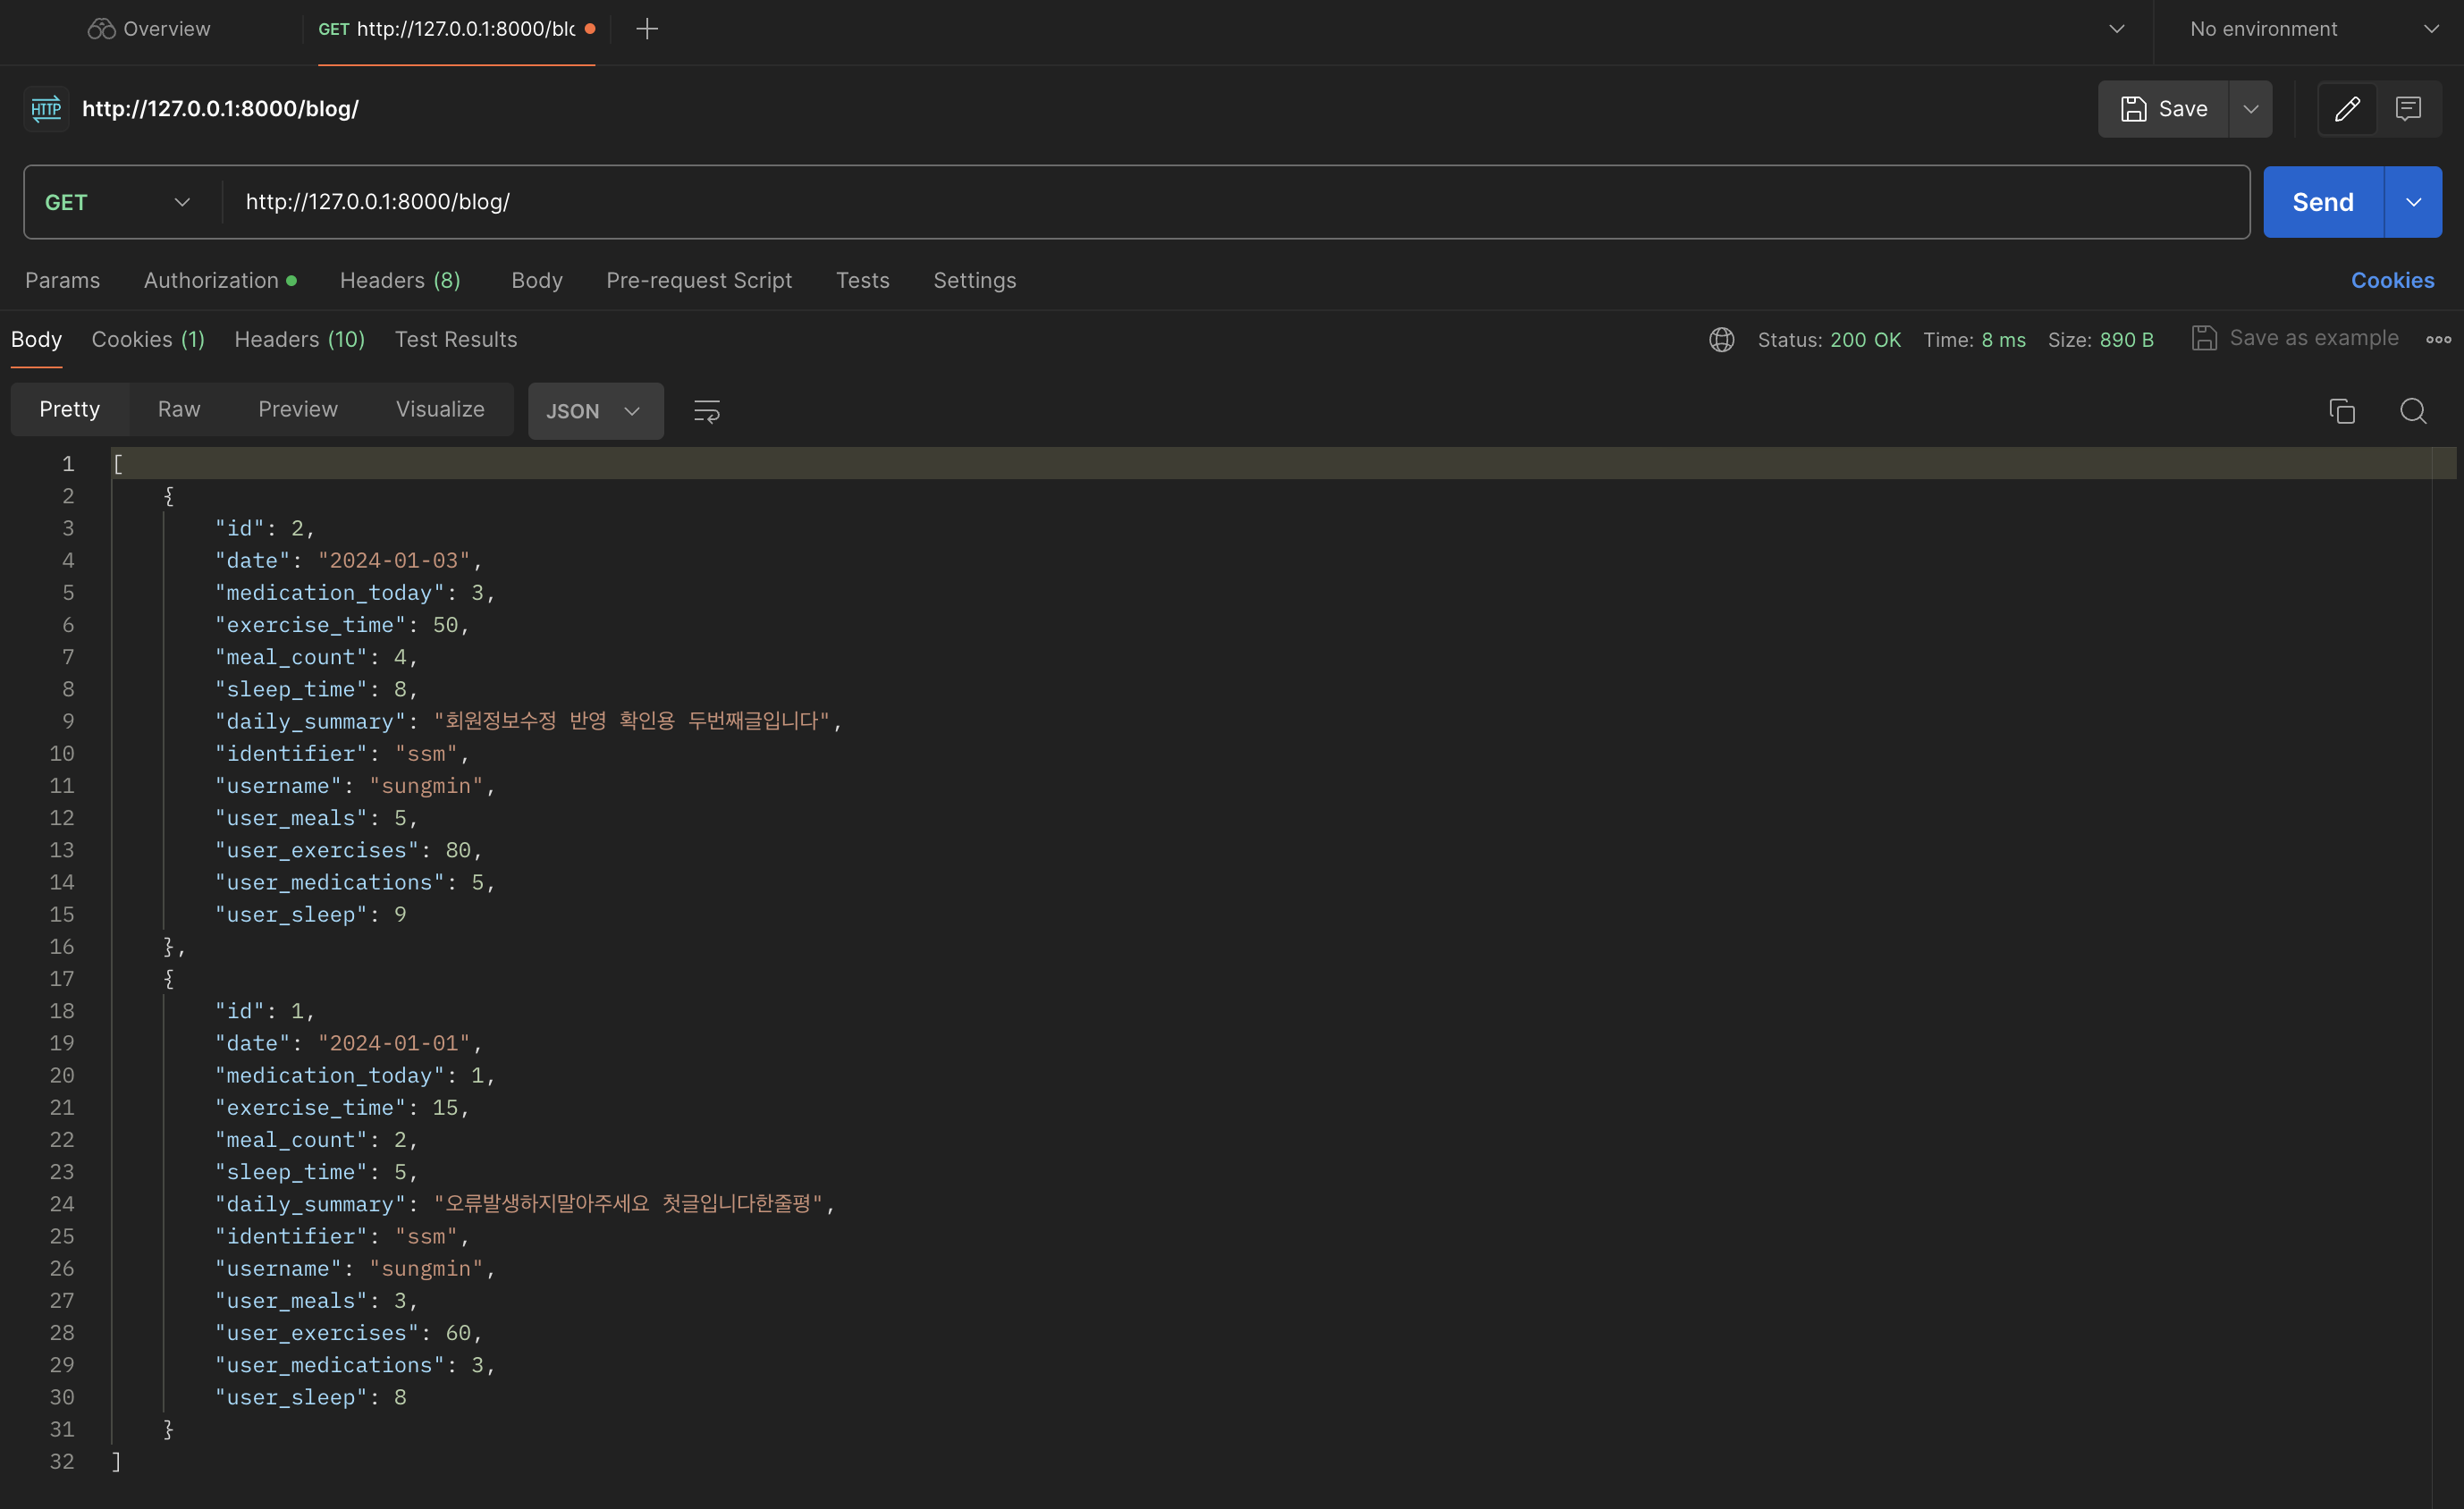 Overview
GET http://127.0.0.1:8000/blc
No environment
HTTP http://127.0.0.1:8000/blog/
Save
GET http://127.0.0.1:8000/blog/
Send
Params Authorization Headers (8) Body Pre-request Script Tests Settings Cookies
Body Cookies (1) Headers (10) Test Results Status: 200 OK Time: 8 ms Size: 890 B Save as example
Pretty Raw Preview Visualize JSON
1 [
2 {
3 "id": 2,
4 "date": "2024-01-03",
5 "medication_today": 3,
6 "exercise_time": 50,
7 "meal_count": 4,
8 "sleep_time": 8,
9 "daily_summary": "회원정보수정 반영 확인용 두번째글입니다",
10 "identifier": "ssm",
11 "username": "sungmin",
12 "user_meals": 5,
13 "user_exercises": 80,
14 "user_medications": 5,
15 "user_sleep": 9
16 },
17 {
18 "id": 1,
19 "date": "2024-01-01",
20 "medication_today": 1,
21 "exercise_time": 15,
22 "meal_count": 2,
23 "sleep_time": 5,
24 "daily_summary": "오류발생하지말아주세요 첫글입니다한줄평",
25 "identifier": "ssm",
26 "username": "sungmin",
27 "user_meals": 3,
28 "user_exercises": 60,
29 "user_medications": 3,
30 "user_sleep": 8
31 }
32 ]